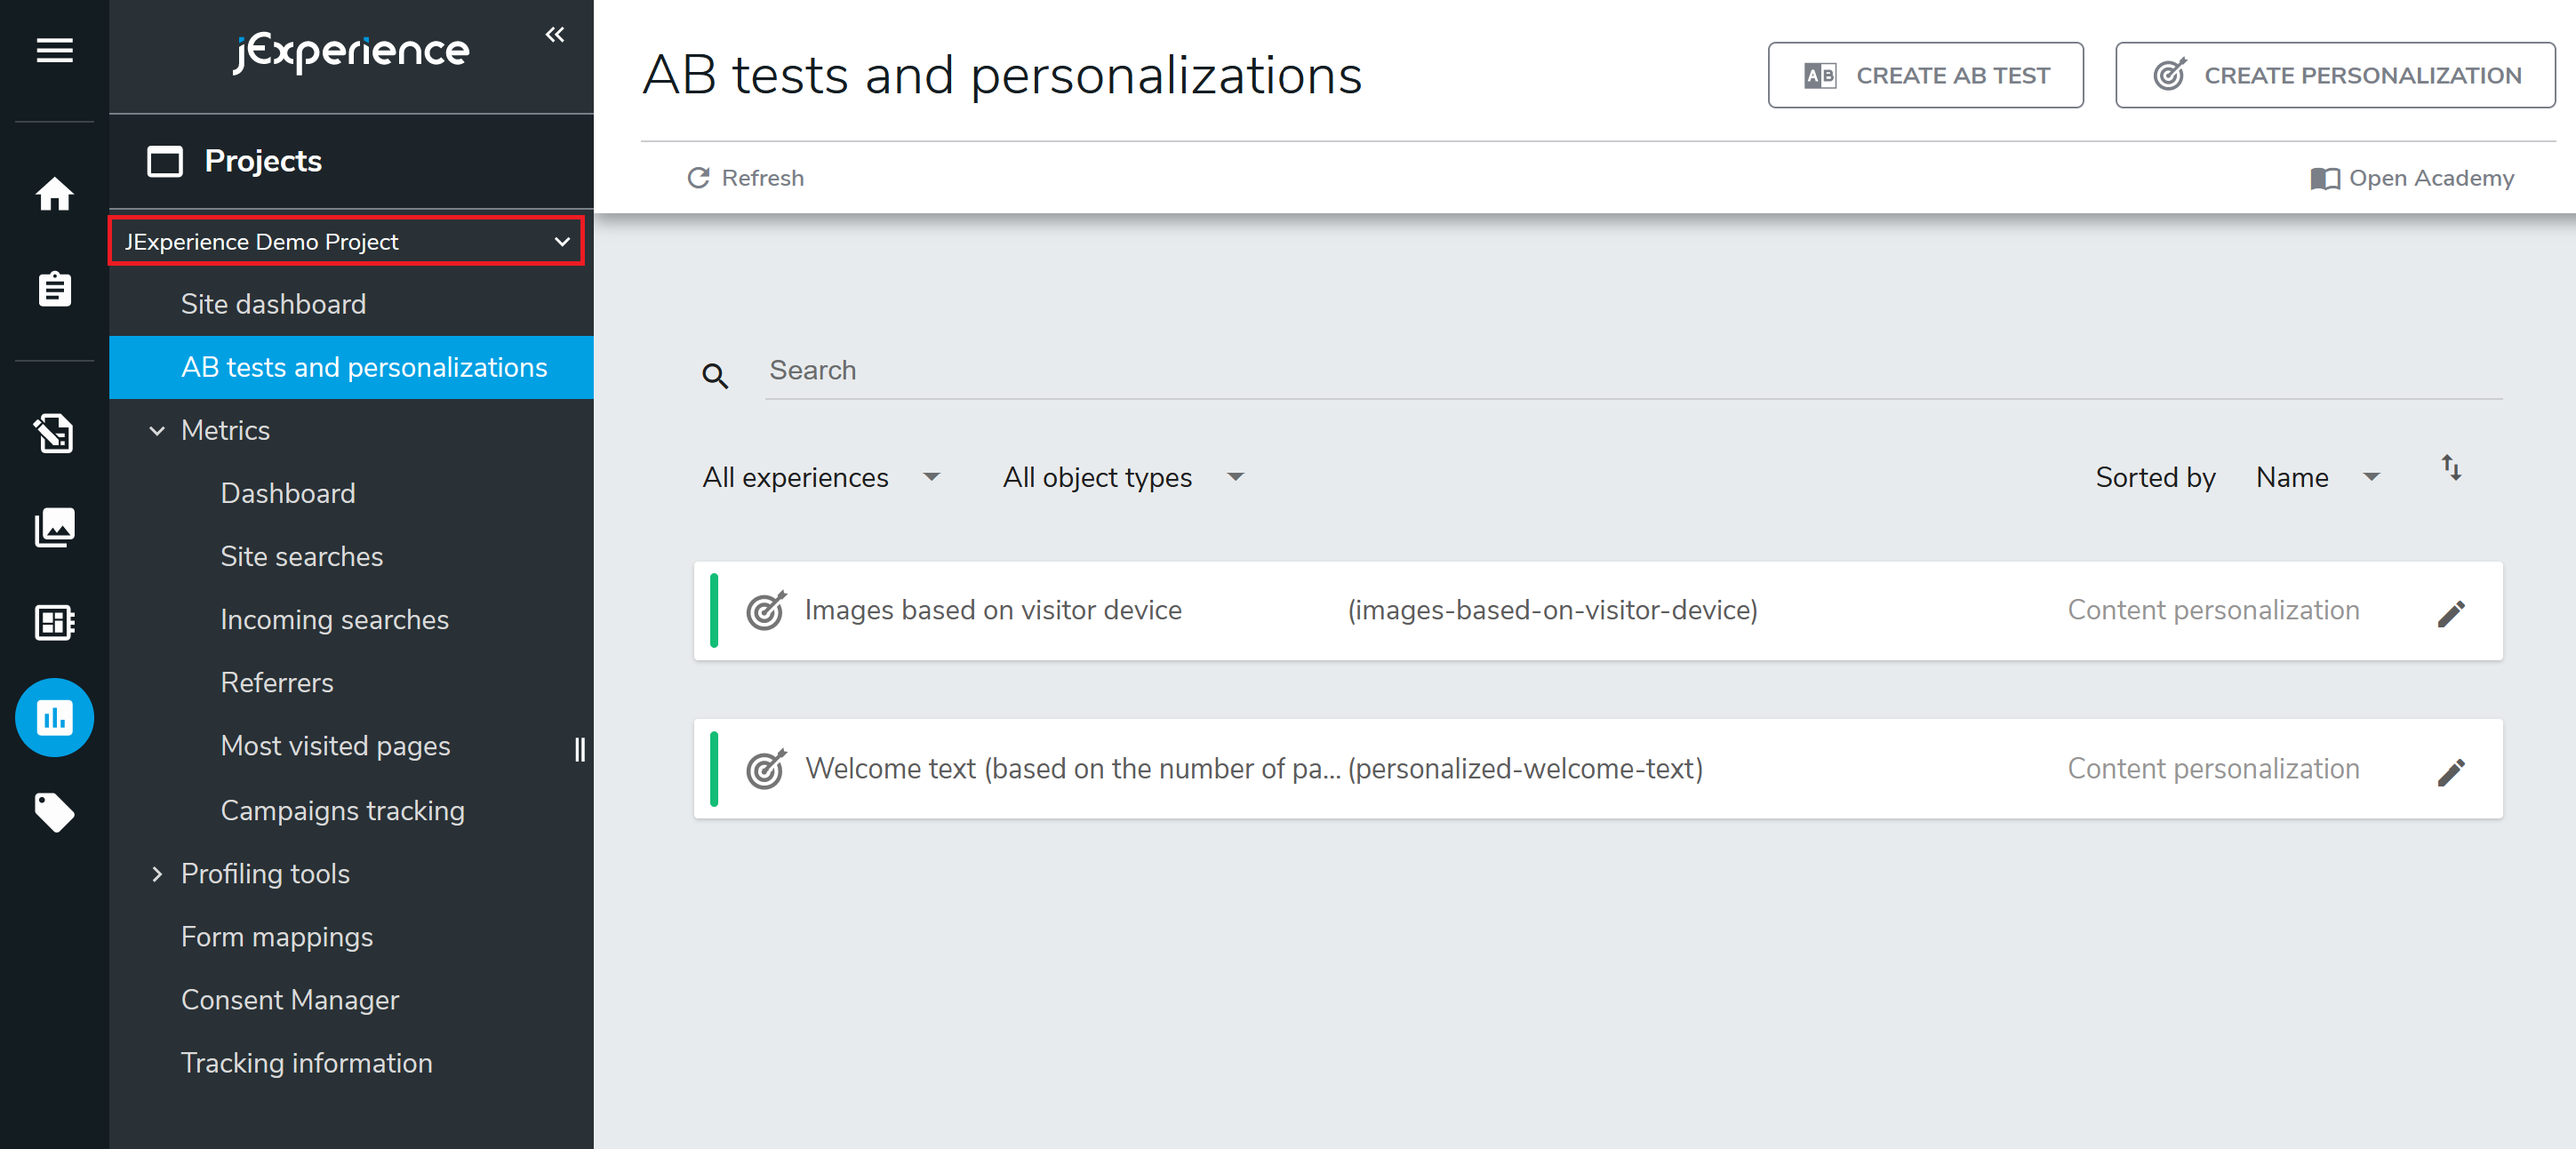 jExperience
Projects
JExperience Demo Project
Site dashboard
AB tests and personalizations
Metrics
Dashboard
Site searches
Incoming searches
Referrers
Most visited pages
Campaigns tracking
Profiling tools
Form mappings
Consent Manager
Tracking information
AB tests and personalizations
AB CREATE AB TEST
CREATE PERSONALIZATION
Refresh
Open Academy
Search
All experiences
All object types
Sorted by Name
Images based on visitor device (images-based-on-visitor-device) Content personalization
Welcome text (based on the number of pa... (personalized-welcome-text) Content personalization